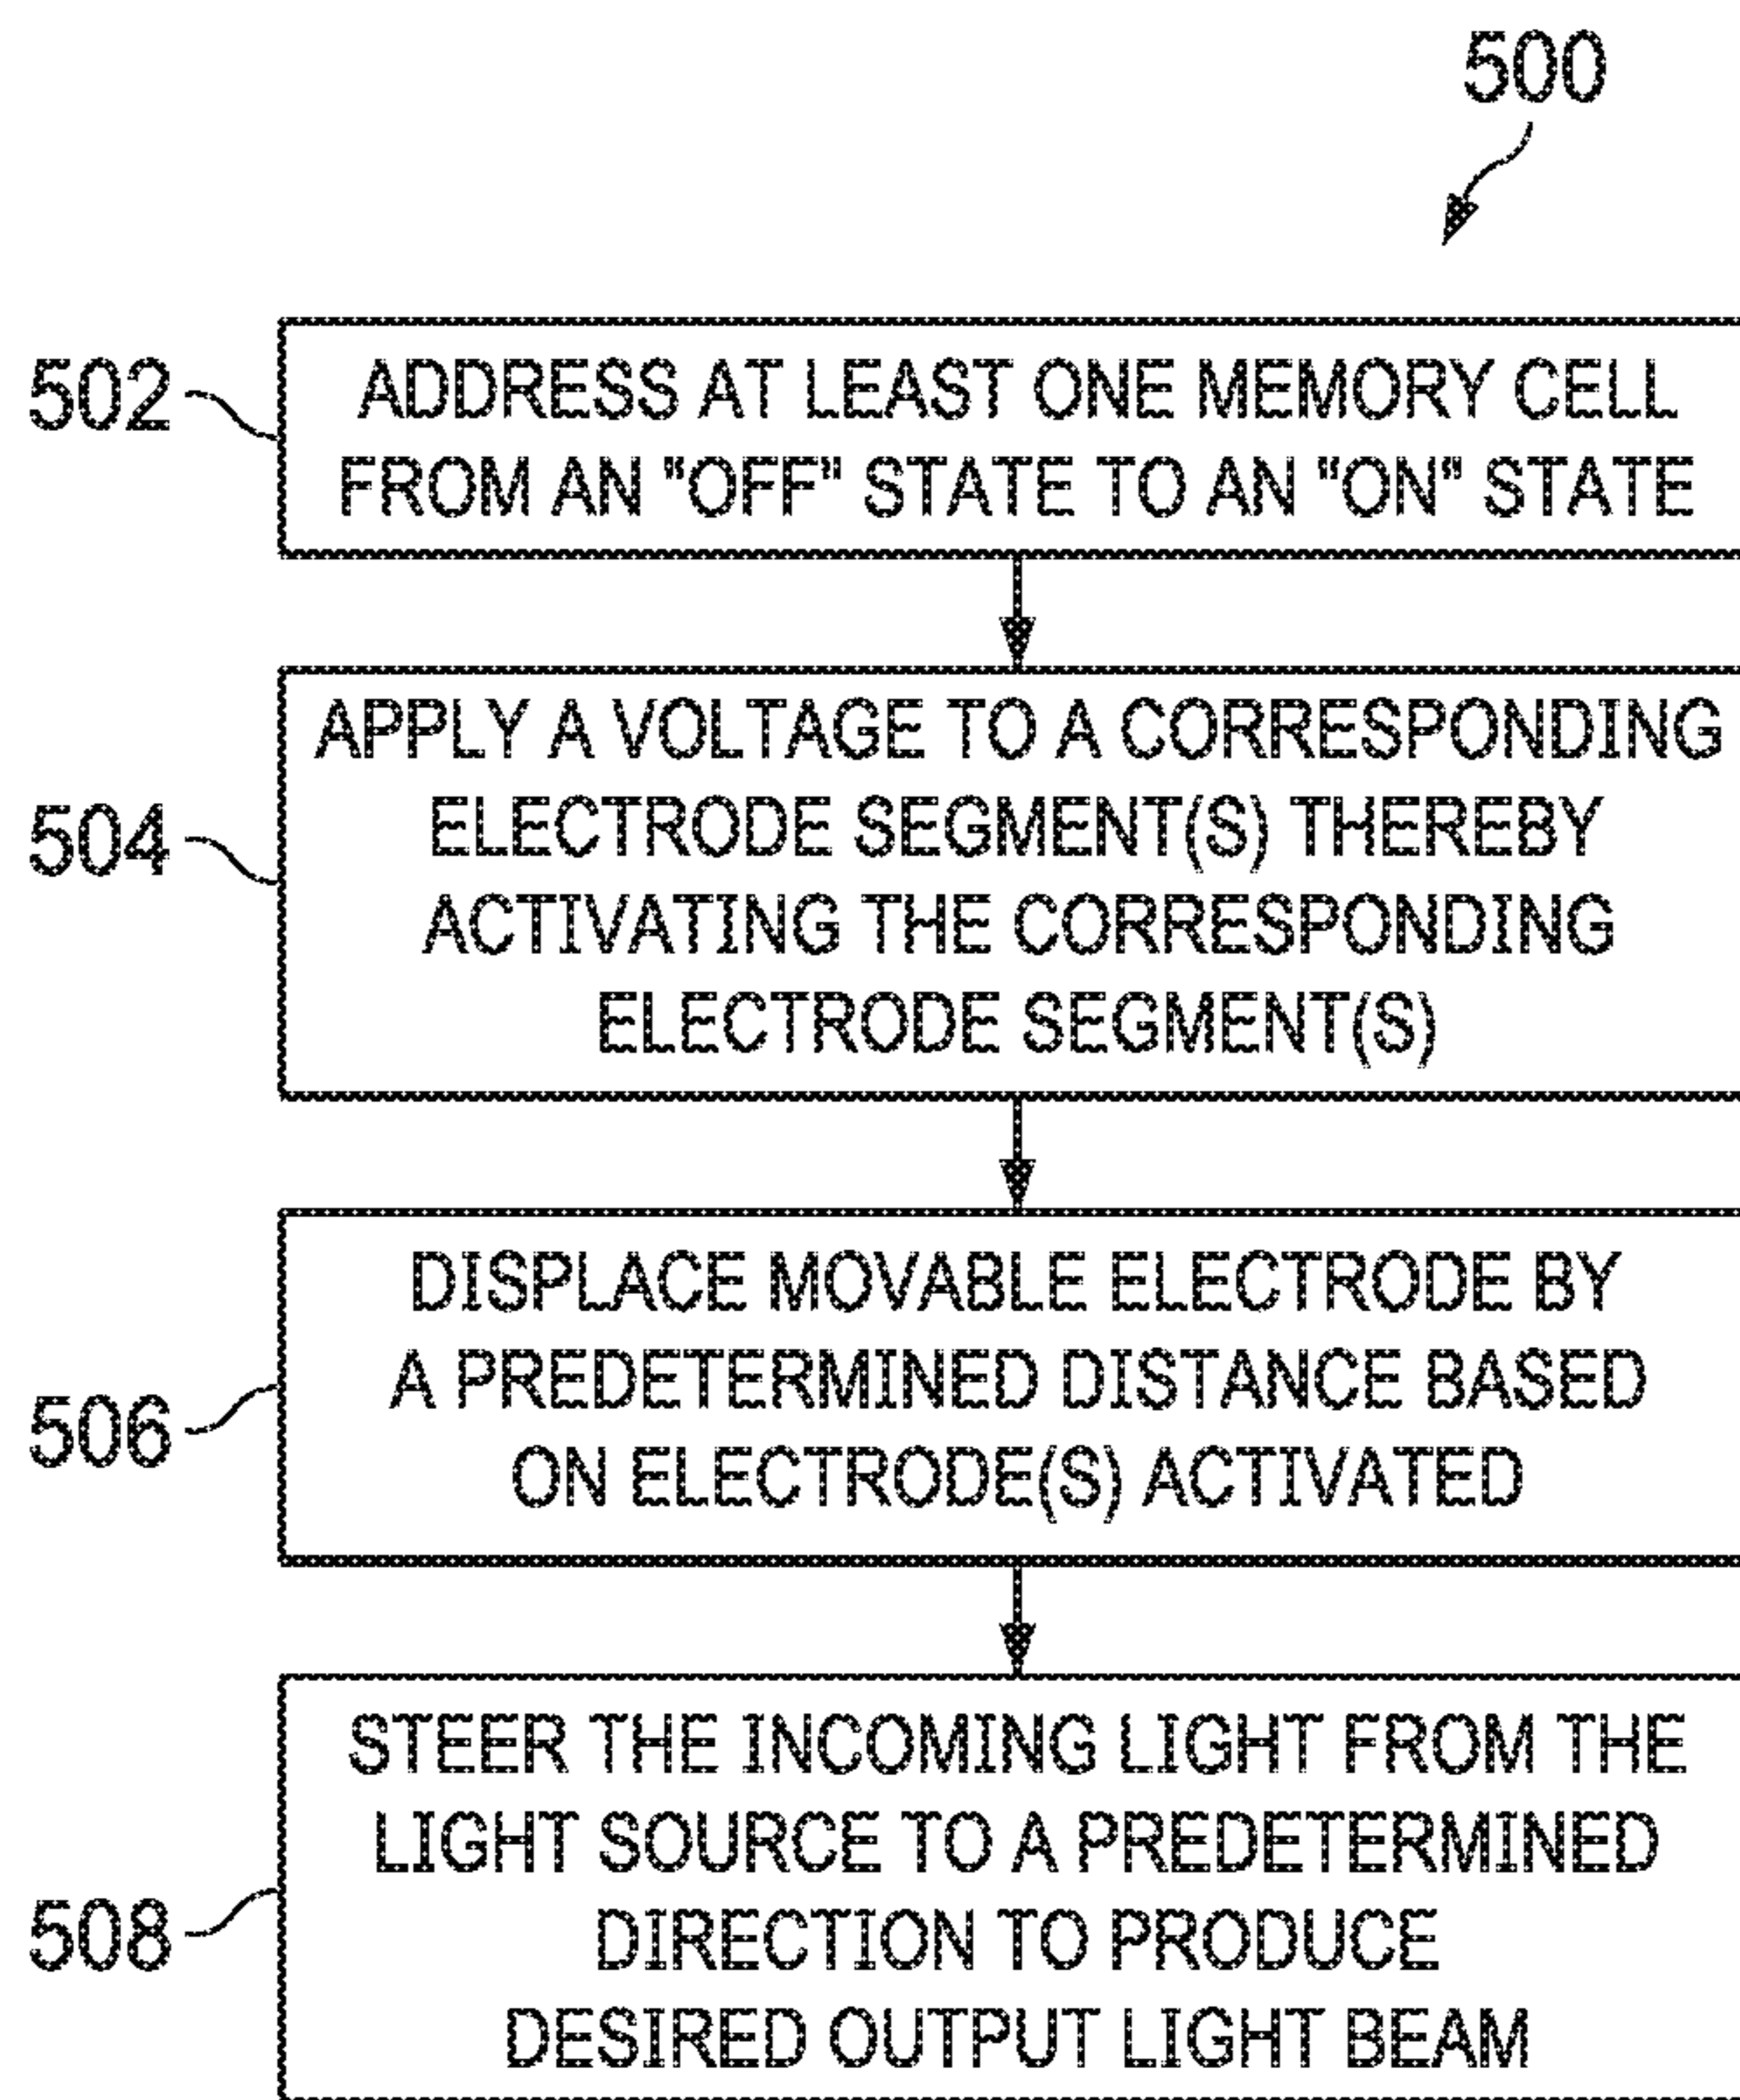 500
502
ADDRESS AT LEAST ONE MEMORY CELL
FROM AN "OFF" STATE TO AN "ON" STATE
504
APPLY A VOLTAGE TO A CORRESPONDING
ELECTRODE SEGMENT(S) THEREBY
ACTIVATING THE CORRESPONDING
ELECTRODE SEGMENT(S)
506
DISPLACE MOVABLE ELECTRODE BY
A PREDETERMINED DISTANCE BASED
ON ELECTRODE(S) ACTIVATED
508
STEER THE INCOMING LIGHT FROM THE
LIGHT SOURCE TO A PREDETERMINED
DIRECTION TO PRODUCE
DESIRED OUTPUT LIGHT BEAM